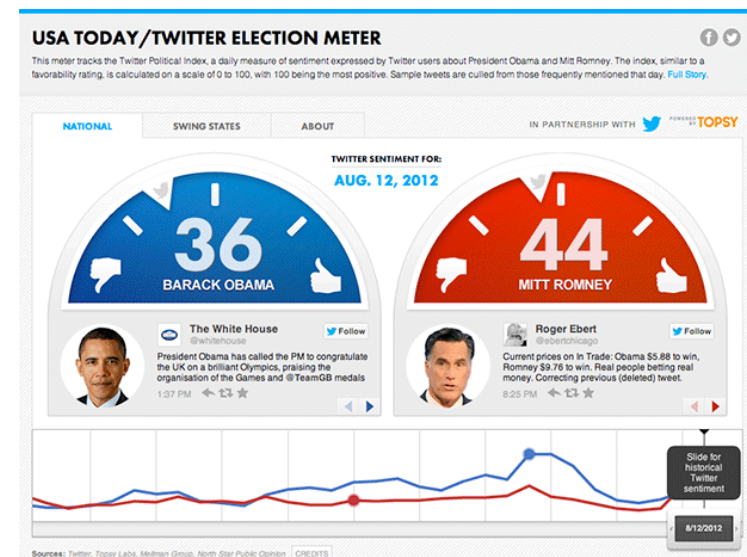 USA TODAY/TWITTER ELECTION METER
This meter tracks the Twitter Political Index, a daily measure of sentiment expressed by Twitter users about President Obama and Mitt Romney. The index, similar to a
favorability rating, is calculated on a scale of 0 to 100, with 100 being the most positive. Sample tweets are culled from those frequently mentioned that day. Full Story.
NATIONAL
SWING STATES
ABOUT
IN PARTNERSHIP WITH
POWERED BY TOPSY
TWITTER SENTIMENT FOR:
AUG. 12, 2012
36
BARACK OBAMA
44
MITT ROMNEY
The White House
@whitehouse
Follow
President Obama has called the PM to congratulate
the UK on a brilliant Olympics, praising the
organisation of the Games and @TeamGB medals
1:37 PM
Roger Ebert
@ebertchicago
Follow
Current prices on In Trade: Obama $5.88 to win,
Romney $9.76 to win. Real people betting real
money. Correcting previous (deleted) tweet.
8:25 PM
Slide for
historical
Twitter
sentiment
8/12/2012
Sources: Twitter, Topsy Labs, Mellman Group, North Star Public Opinion
CREDITS